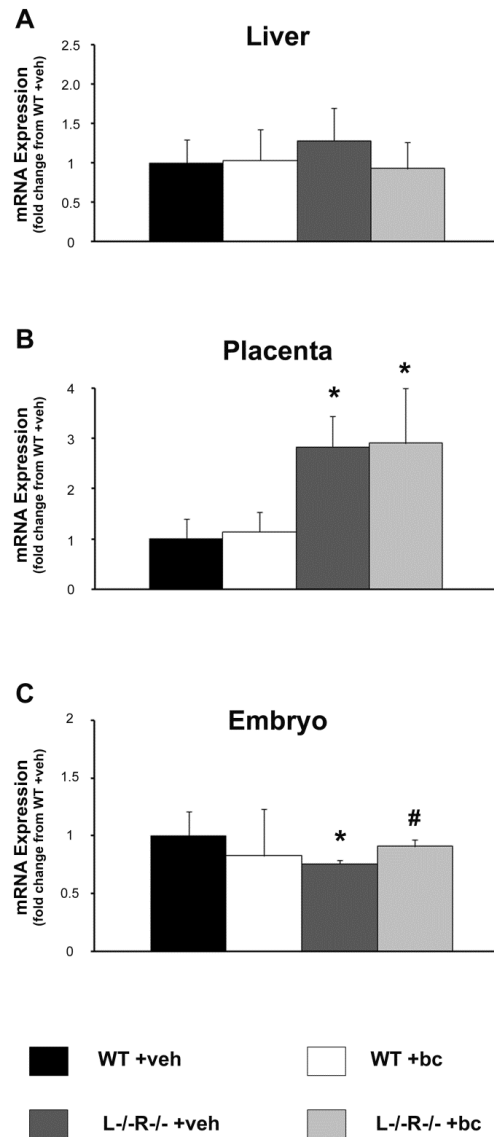 A
Liver
mRNA Expression
(fold change from WT +veh)
2.5
2.0
1.5
1
0.5
0
B
Placenta
mRNA Expression
(fold change from WT +veh)
4
3
2
1
0
*
*
C
Embryo
mRNA Expression
(fold change from WT +veh)
2
1.5
1
0.5
0
*
#
WT +veh
WT +bc
L-/-R-/- +veh
L-/-R-/- +bc